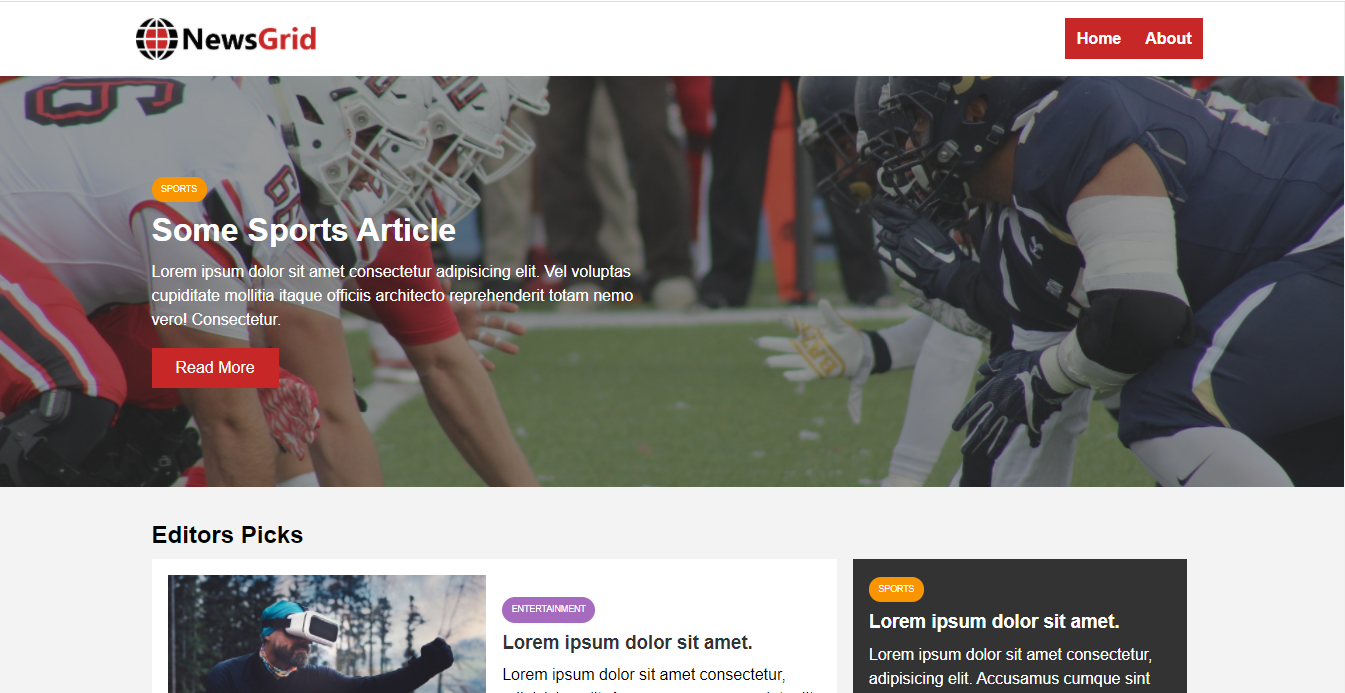 NewsGrid
Home
About
SPORTS
Some Sports Article
Lorem ipsum dolor sit amet consectetur adipisicing elit. Vel voluptas
cupiditate mollitia itaque officiis architecto reprehenderit totam nemo
vero! Consectetur.
Read More
Editors Picks
ENTERTAINMENT
Lorem ipsum dolor sit amet.
Lorem ipsum dolor sit amet consectetur,
SPORTS
Lorem ipsum dolor sit amet.
Lorem ipsum dolor sit amet consectetur,
adipisicing elit. Accusamus cumque sint